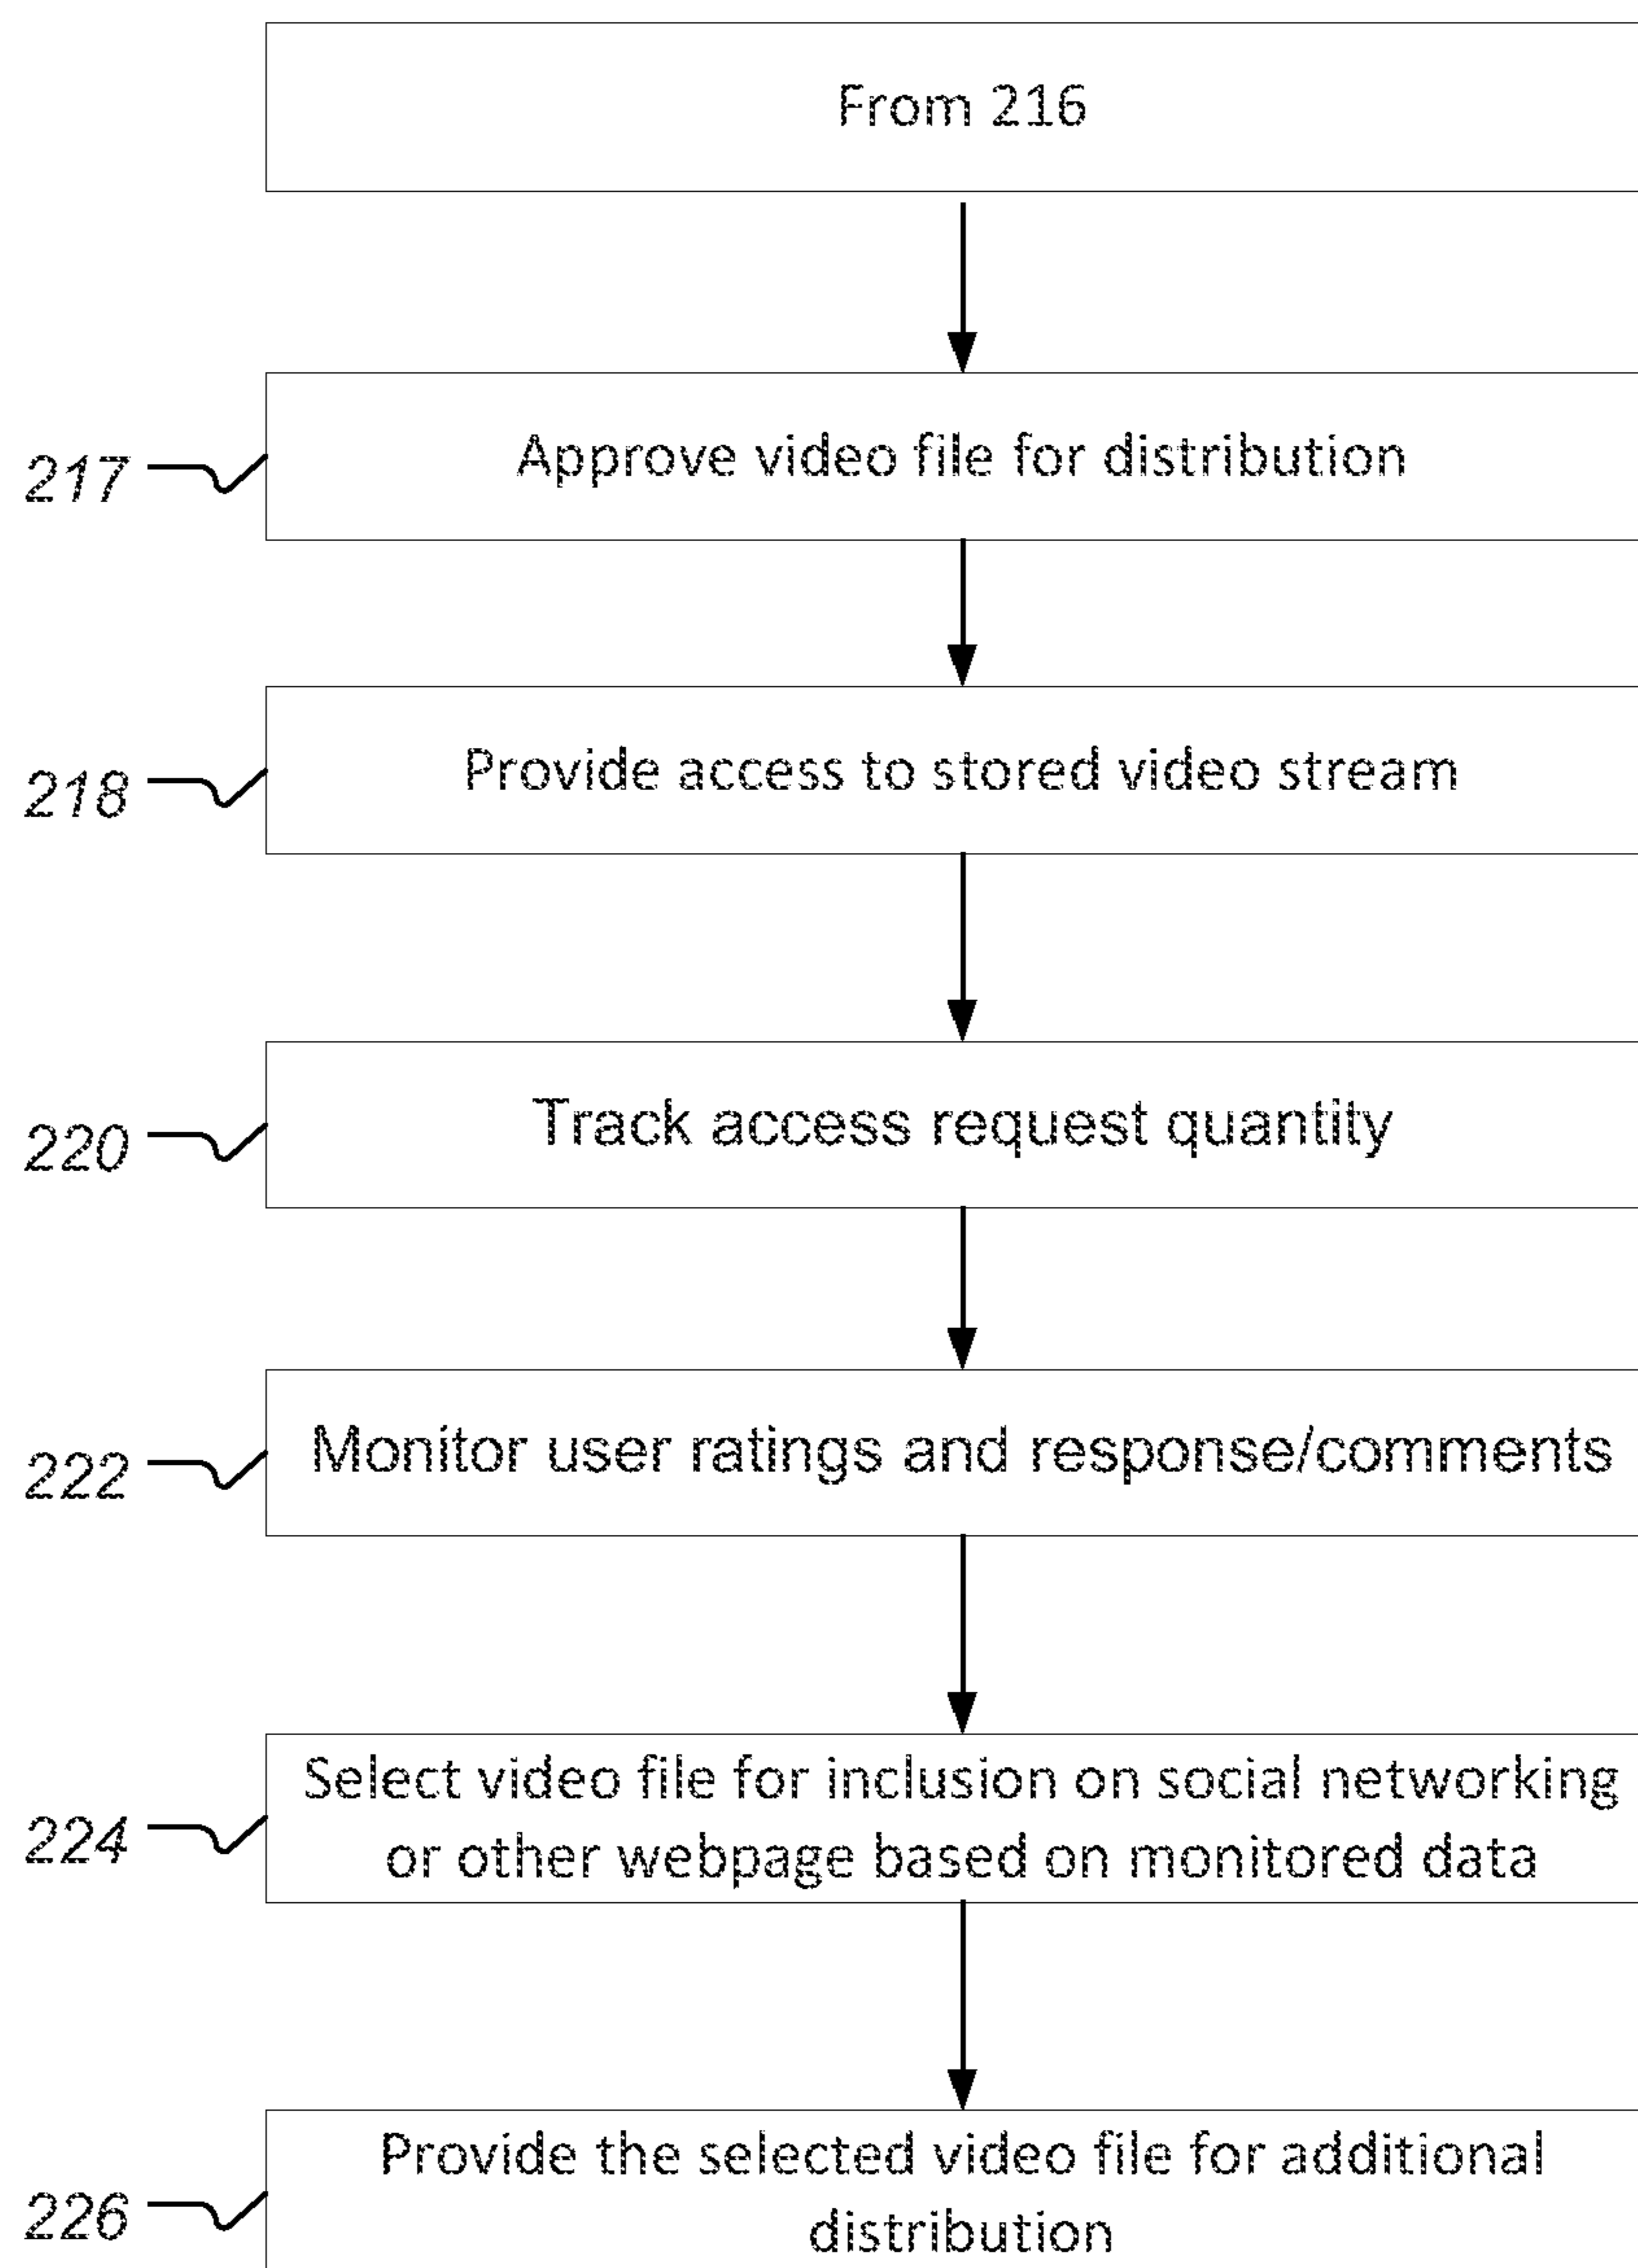 From 216
217
Approve video file for distribution
218
Provide access to stored video stream
220
Track access request quantity
222
Monitor user ratings and response/comments
224
Select video file for inclusion on social networking
or other webpage based on monitored data
226
Provide the selected video file for additional
distribution